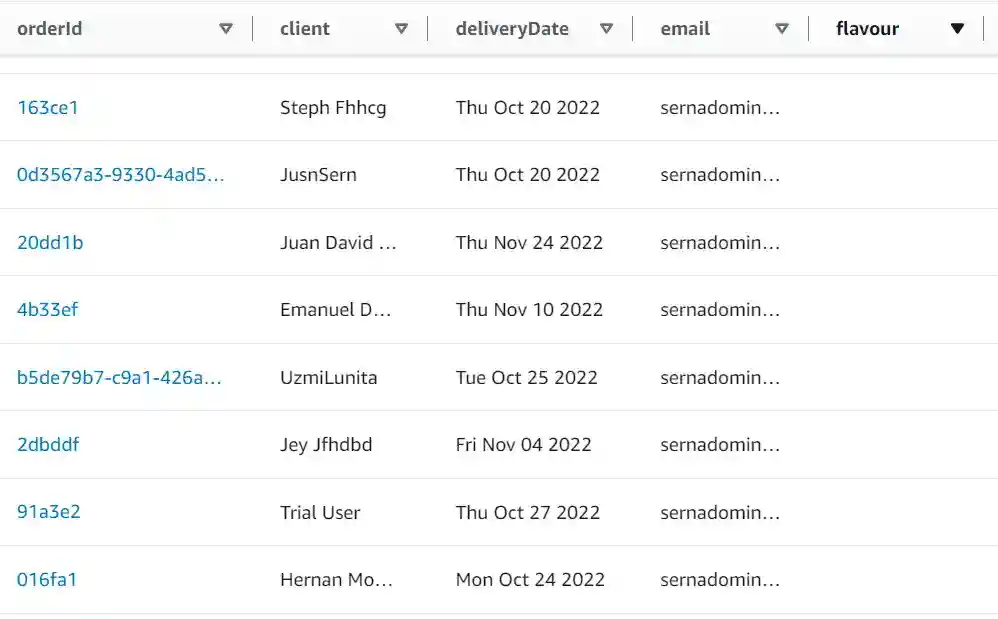 orderId client deliveryDate email flavour
163ce1 Steph Fhhcg Thu Oct 20 2022 sernadomin...
0d3567a3-9330-4ad5... JusnSern Thu Oct 20 2022 sernadomin...
20dd1b Juan David ... Thu Nov 24 2022 sernadomin...
4b33ef Emanuel D... Thu Nov 10 2022 sernadomin...
b5de79b7-c9a1-426a... UzmiLunita Tue Oct 25 2022 sernadomin...
2dbddf Jey Jfhdbd Fri Nov 04 2022 sernadomin...
91a3e2 Trial User Thu Oct 27 2022 sernadomin...
016fa1 Hernan Mo... Mon Oct 24 2022 sernadomin...